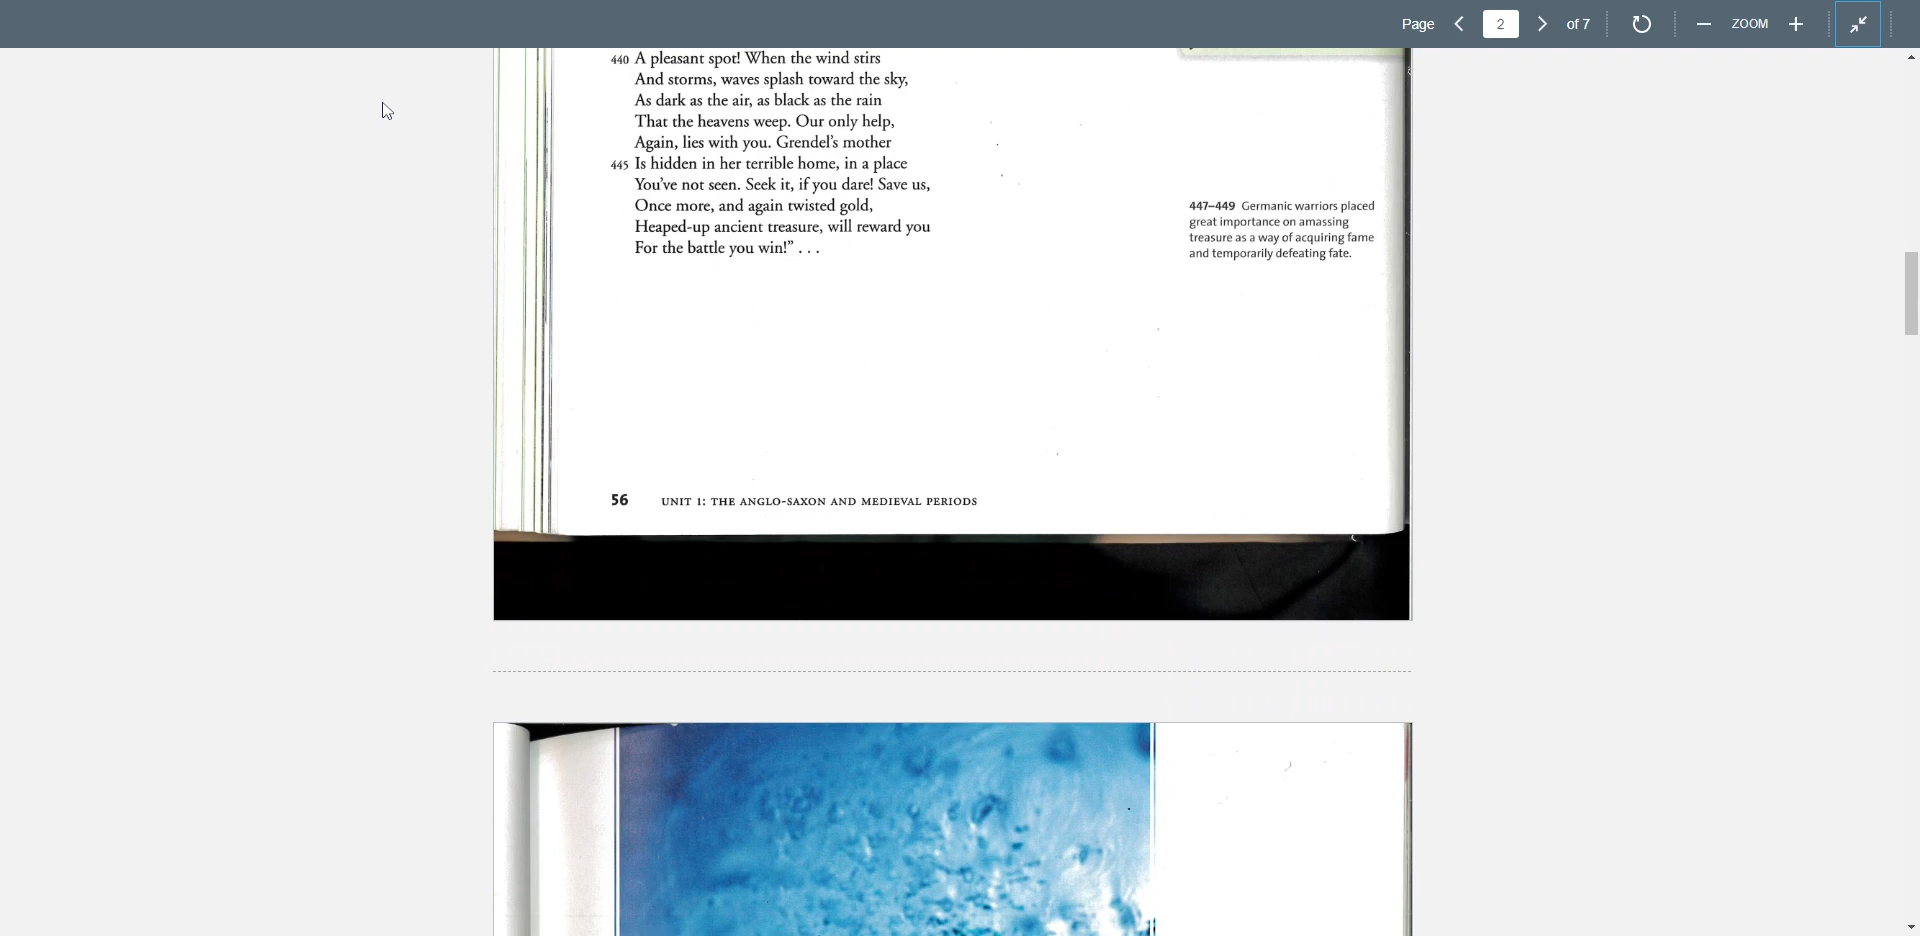 Page 2 of 7 ZOOM
440 A pleasant spot! When the wind stirs
And storms, waves splash toward the sky,
As dark as the air, as black as the rain
That the heavens weep. Our only help,
Again, lies with you. Grendel's mother
445 Is hidden in her terrible home, in a place
You've not seen. Seek it, if you dare! Save us,
Once more, and again twisted gold,
Heaped-up ancient treasure, will reward you
For the battle you win!" . . .
447–449 Germanic warriors placed
great importance on amassing
treasure as a way of acquiring fame
and temporarily defeating fate.
56 UNIT 1: THE ANGLO-SAXON AND MEDIEVAL PERIODS